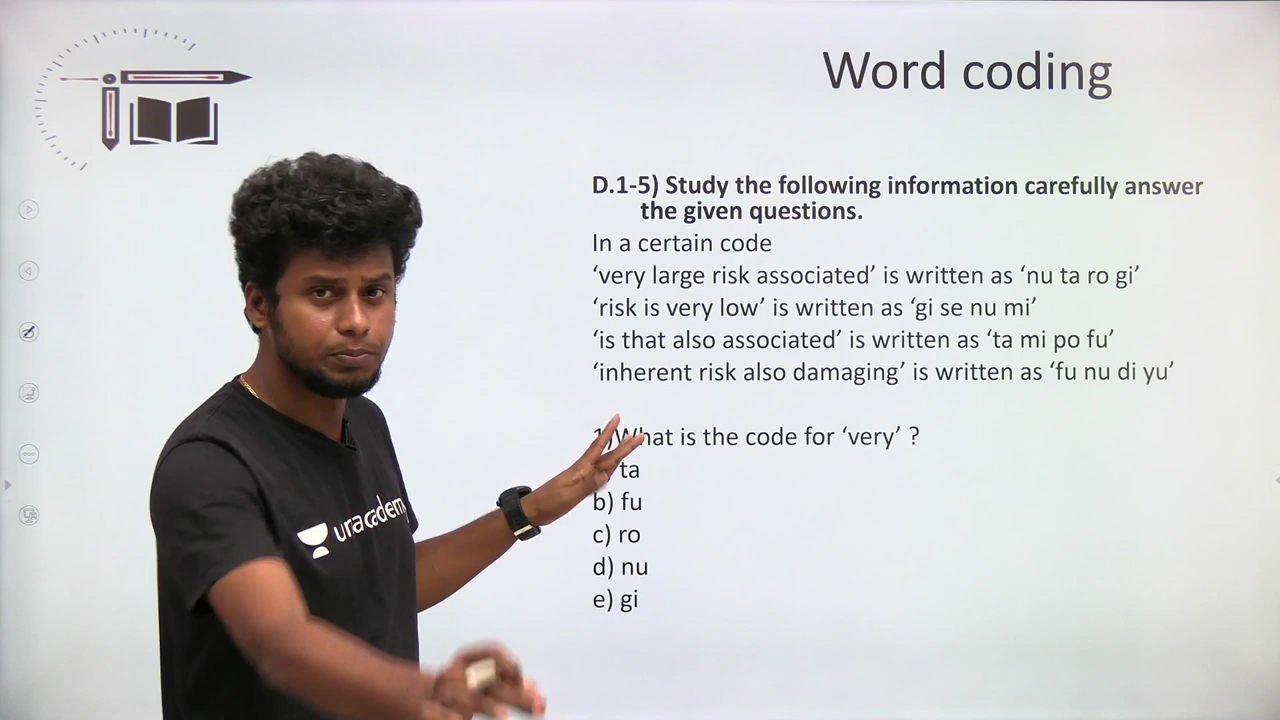 Word coding
D.1-5) Study the following information carefully answer
the given questions.
In a certain code
‘very large risk associated’ is written as ‘nu ta ro gi’
‘risk is very low’ is written as ‘gi se nu mi’
‘is that also associated’ is written as ‘ta mi po fu’
‘inherent risk also damaging’ is written as ‘fu nu di yu’
1)What is the code for ‘very’ ?
ta
b) fu
c) ro
d) nu
e) gi
unacadem